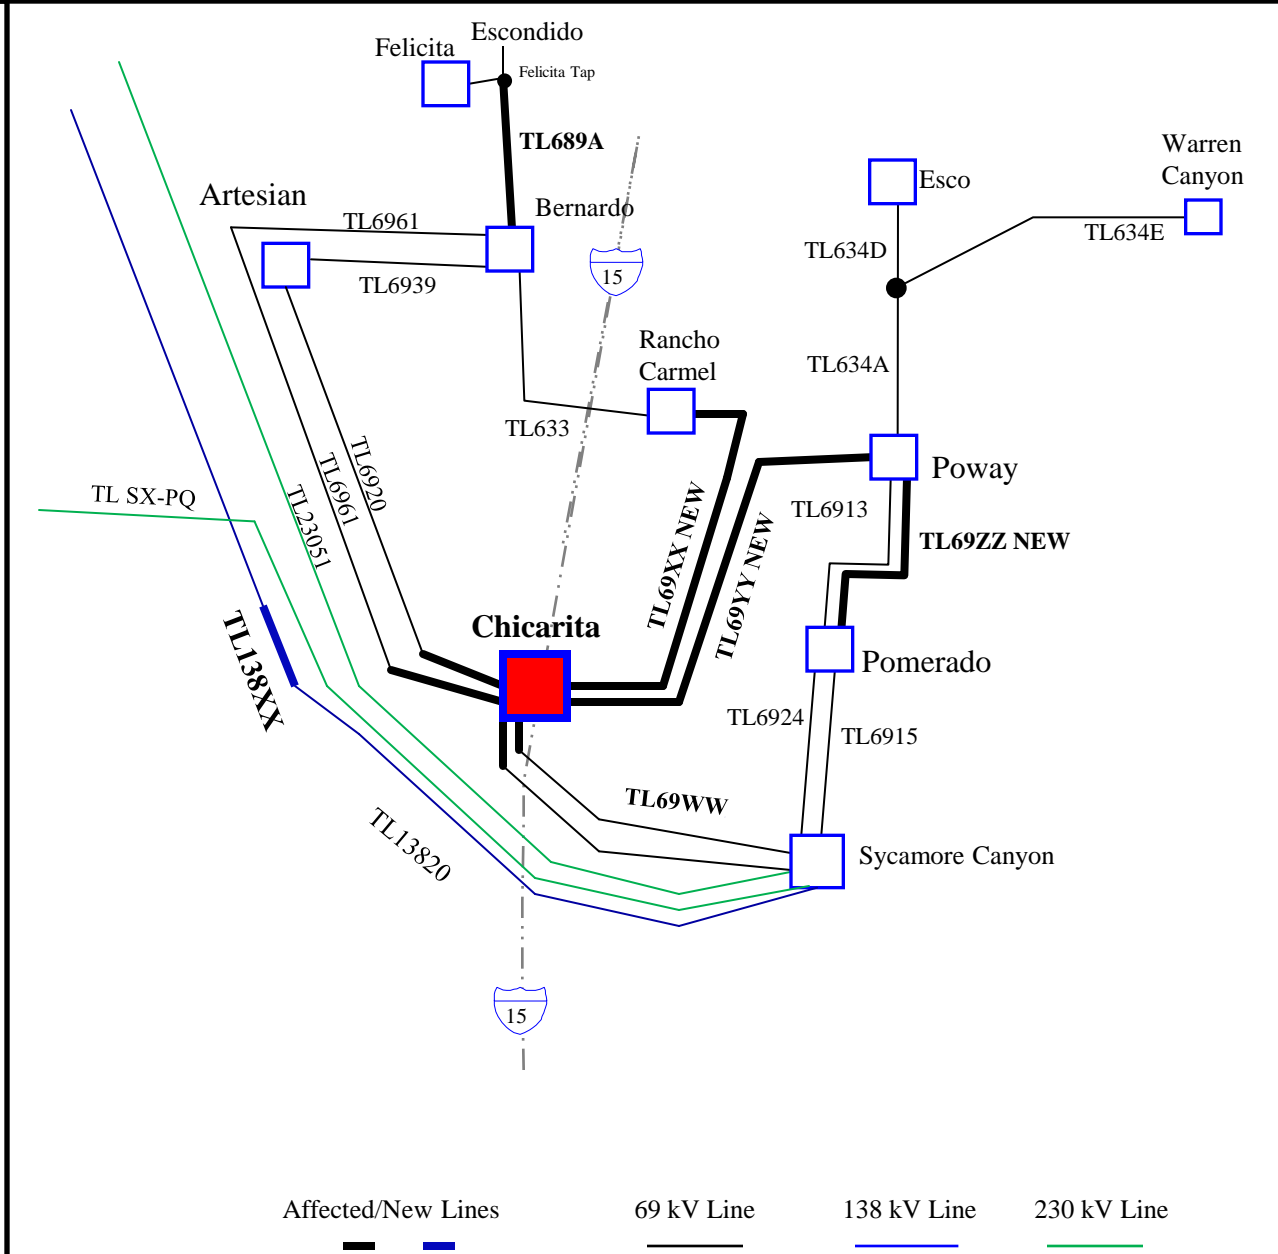 Escondido
Felicita
Felicita Tap
TL689A
Warren
Canyon
Esco
Artesian
Bernardo
TL6961
TL634E
TL634D
TL6939
15
Rancho
Carmel
TL634A
TL633
Poway
TL6920
TL6961
TL23051
TL SX-PQ
TL6913
TL69XX NEW
TL69YY NEW
TL69ZZ NEW
Chicarita
TL138XX
Pomerado
TL6924
TL6915
TL69WW
TL13820
Sycamore Canyon
15
Affected/New Lines
69 kV Line
138 kV Line
230 kV Line